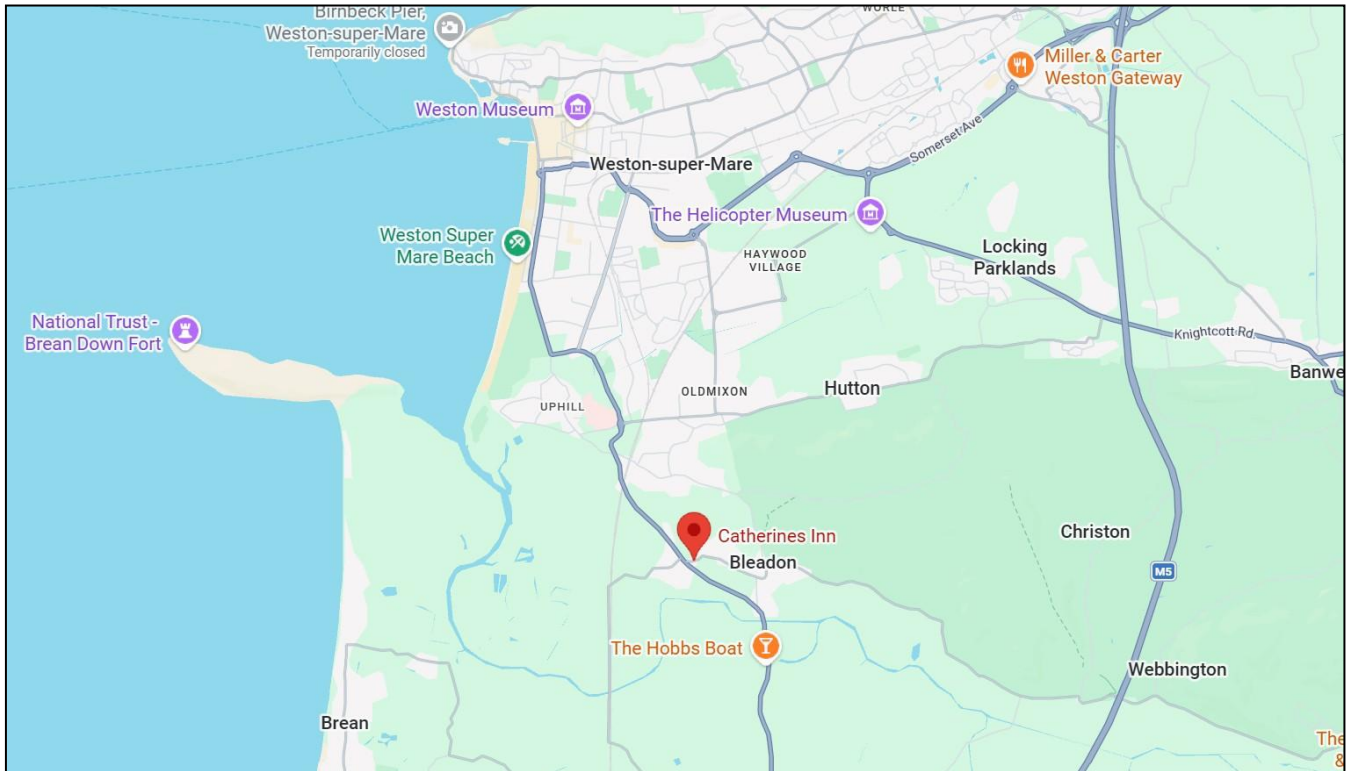 Birnbeck Pier,
Weston-super-Mare
Temporarily closed
WORLE
Miller & Carter
Weston Gateway
Weston Museum
Somerset Ave
Weston-super-Mare
The Helicopter Museum
Weston Super
Mare Beach
HAYWOOD
VILLAGE
Locking
Parklands
National Trust -
Brean Down Fort
Knightcott Rd.
Banwe
Hutton
OLDMIXON
UPHILL
Catherines Inn
Bleadon
Christon
M5
The Hobbs Boat
Webbington
Brean
The
&